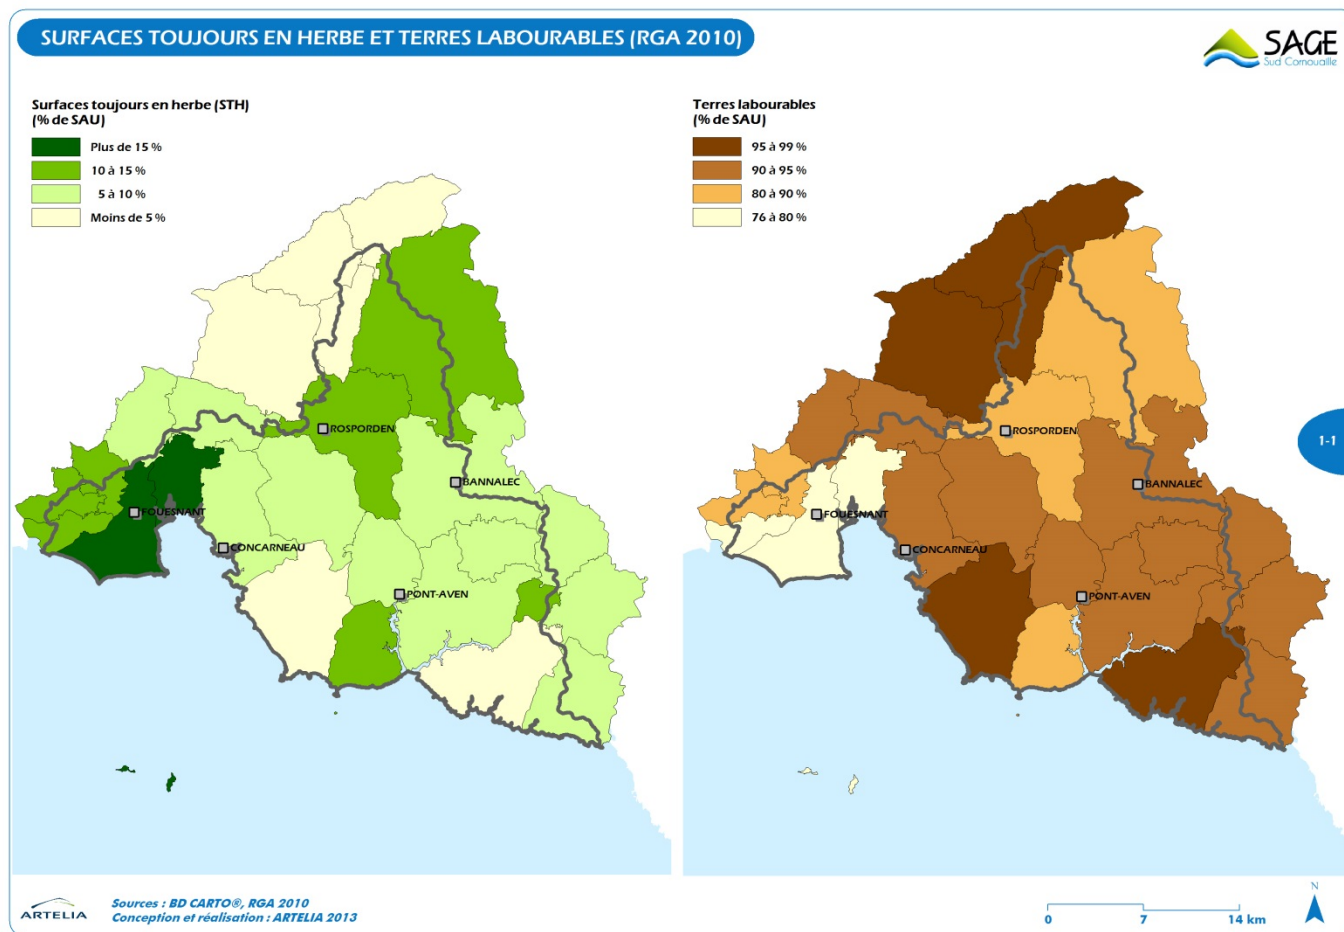 SURFACES TOUJOURS EN HERBE ET TERRES LABOURABLES (RGA 2010)
SAGE
Sud Cornouaille
Surfaces toujours en herbe (STH)
(% de SAU)
Plus de 15 %
10 à 15 %
5 à 10 %
Moins de 5 %
ROSPORDEN
BANNALEC
FOUESNANT
CONCARNEAU
PONT-AVEN
Terres labourables
(% de SAU)
95 à 99 %
90 à 95 %
80 à 90 %
76 à 80 %
ROSPORDEN
BANNALEC
FOUESNANT
CONCARNEAU
PONT-AVEN
1-1
ARTELIA
Sources : BD CARTO®, RGA 2010
Conception et réalisation : ARTELIA 2013
0 7 14 km
N